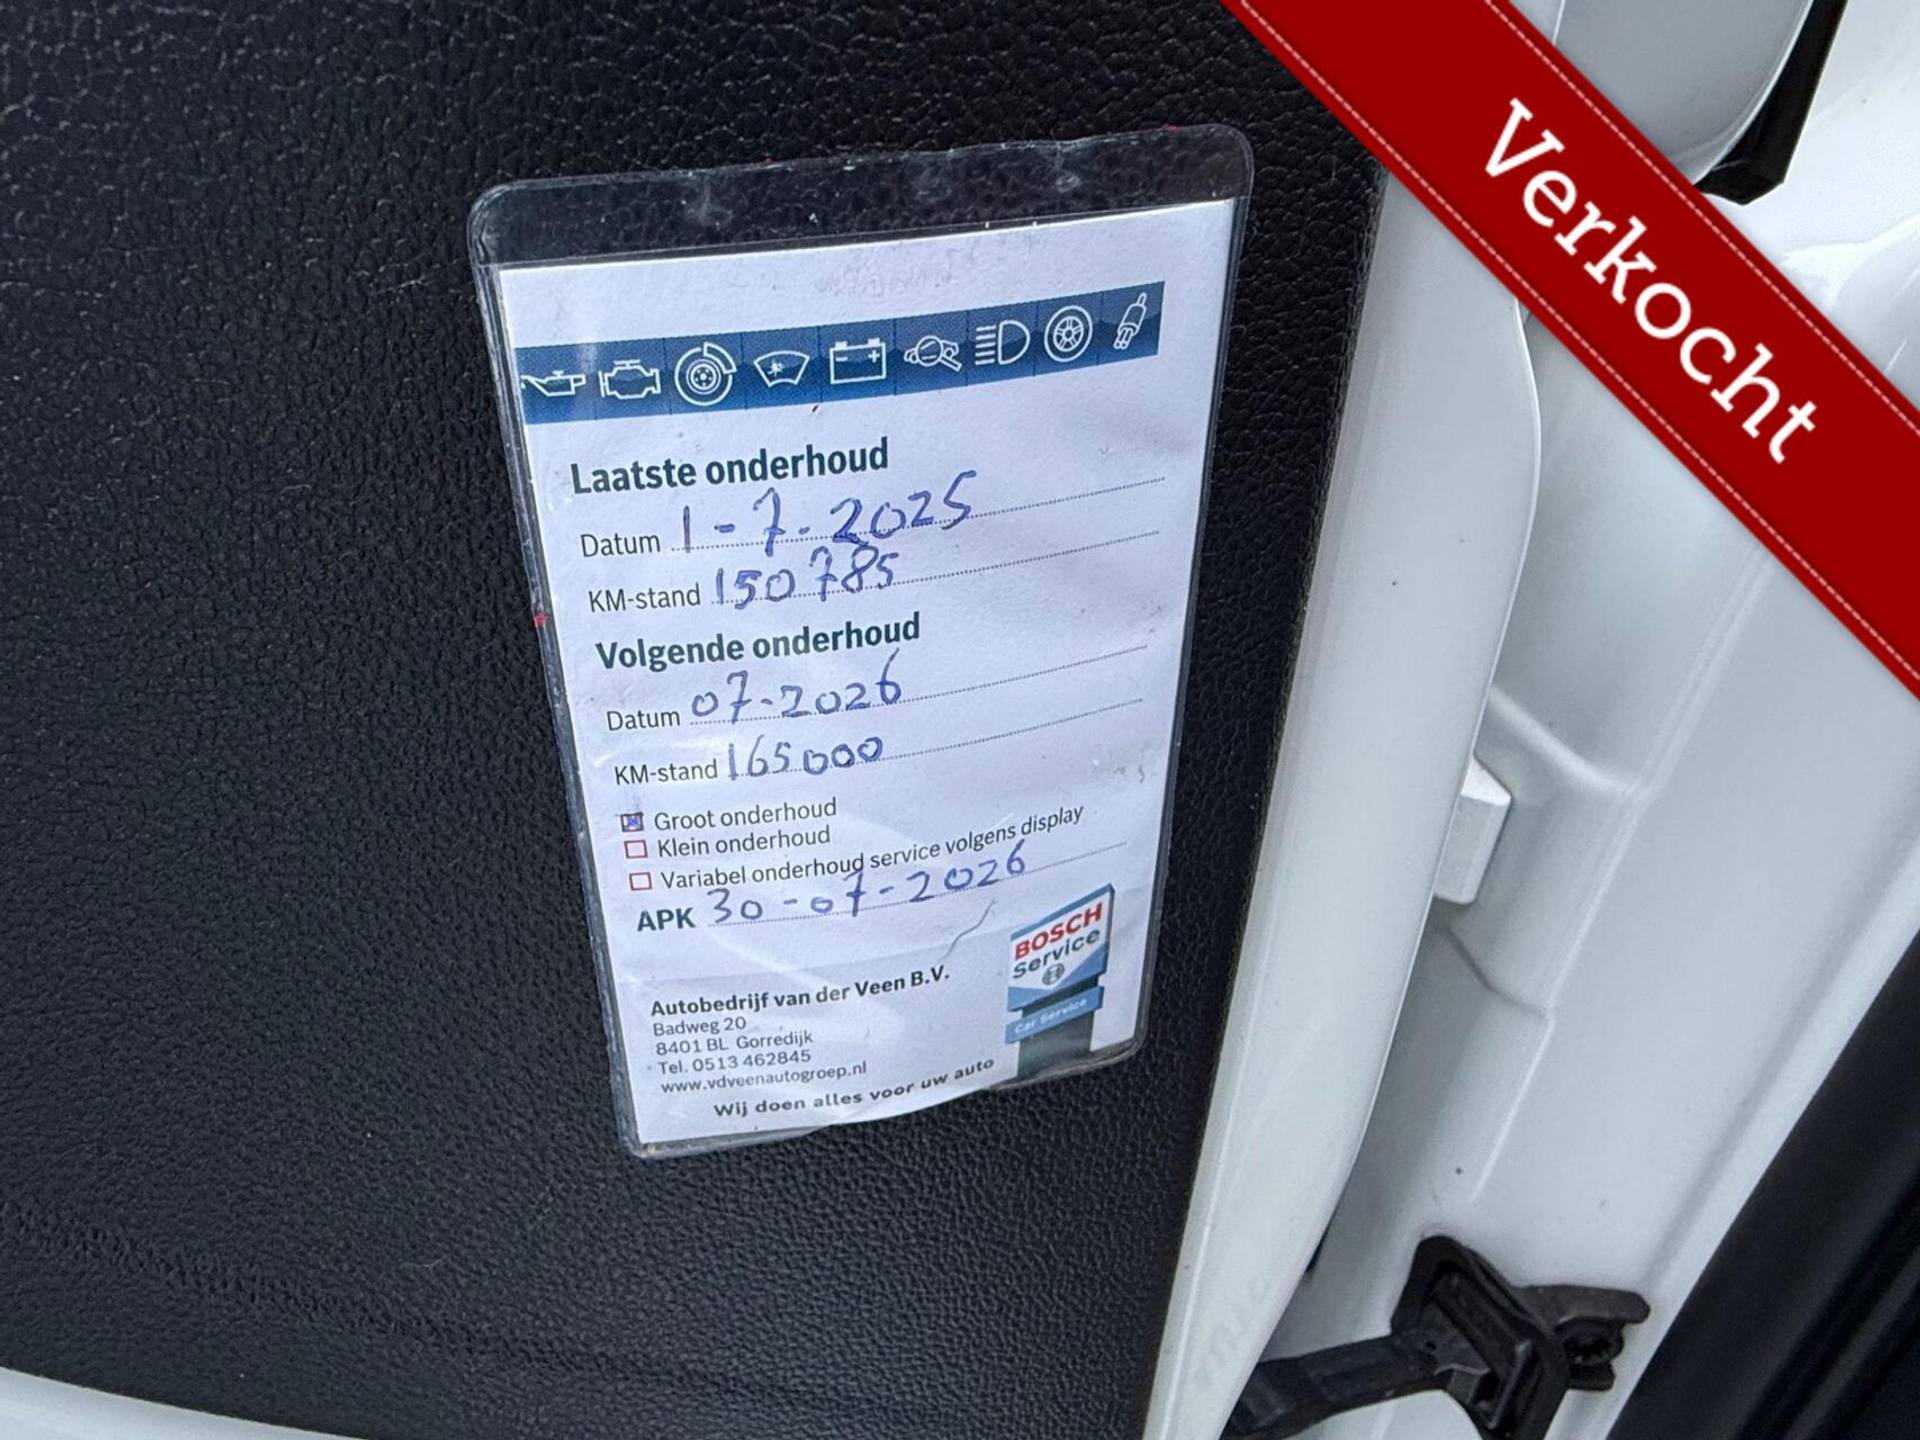 Verkocht
Laatste onderhoud
Datum 1-7-2025
KM-stand 150785
Volgende onderhoud
Datum 07-2026
KM-stand 165000
Groot onderhoud
Klein onderhoud
Variabel onderhoud service volgens display
APK 30-07-2026
BOSCH
Service
Car Service
Autobedrijf van der Veen B.V.
Badweg 20
8401 BL Gorredijk
Tel. 0513 462845
www.vdveenautogroep.nl
Wij doen alles voor uw auto